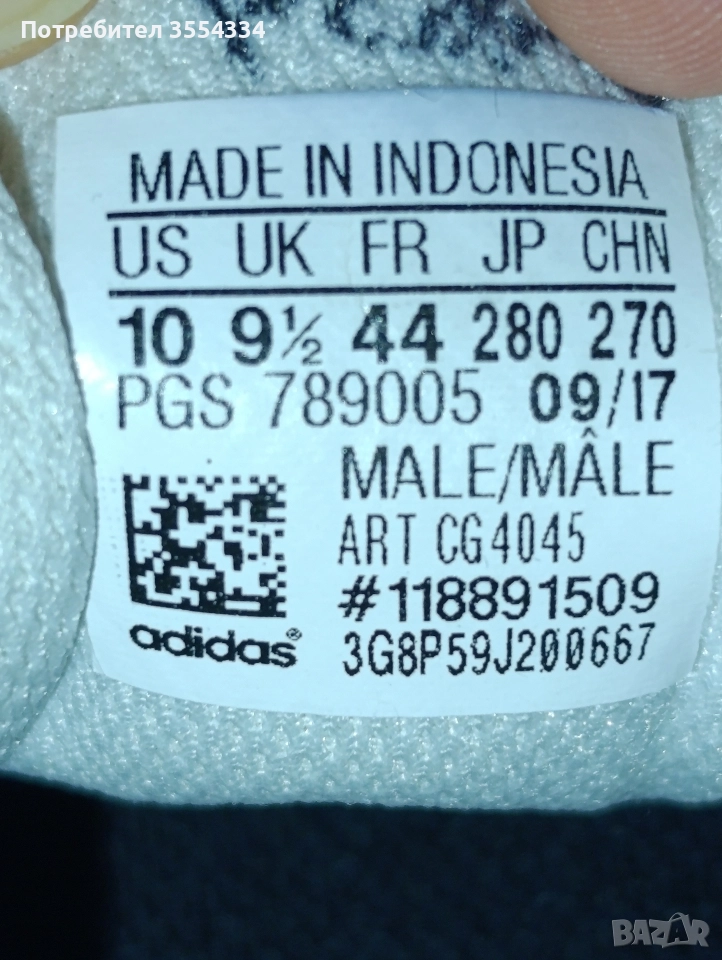 Потребител 3554334
MADE IN INDONESIA
US UK FR JP CHN
10 9½ 44 280 270
PGS 789005 09/17
MALE/MÂLE
ART CG4045
#118891509
adidas®
3G8P59J200667
BAZAR